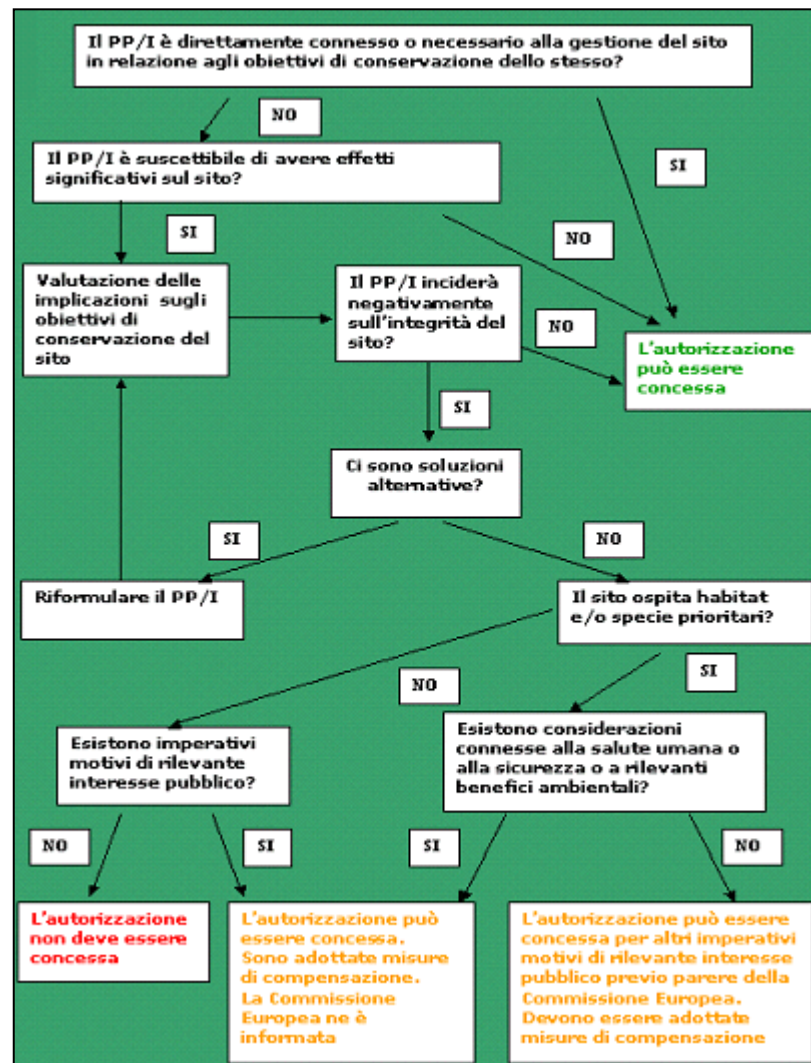 Il PP/I è direttamente connesso o necessario alla gestione del sito
in relazione agli obiettivi di conservazione dello stesso?
NO
SI
Il PP/I è suscettibile di avere effetti
significativi sul sito?
SI
NO
Valutazione delle
implicazioni sugli
obiettivi di
conservazione del
sito
Il PP/I inciderà
negativamente
sull'integrità del
sito?
NO
L'autorizzazione
può essere
concessa
SI
Ci sono soluzioni
alternative?
SI
NO
Riformulare il PP/I
Il sito ospita habitat
e/o specie prioritari?
NO
SI
Esistono imperativi
motivi di rilevante
interesse pubblico?
Esistono considerazioni
connesse alla salute umana o
alla sicurezza o a rilevanti
benefici ambientali?
NO
SI
SI
NO
L'autorizzazione
non deve essere
concessa
L'autorizzazione può
essere concessa.
Sono adottate misure
di compensazione.
La Commissione
Europea ne è
informata
L'autorizzazione può essere
concessa per altri imperativi
motivi di rilevante interesse
pubblico previo parere della
Commissione Europea.
Devono essere adottate
misure di compensazione